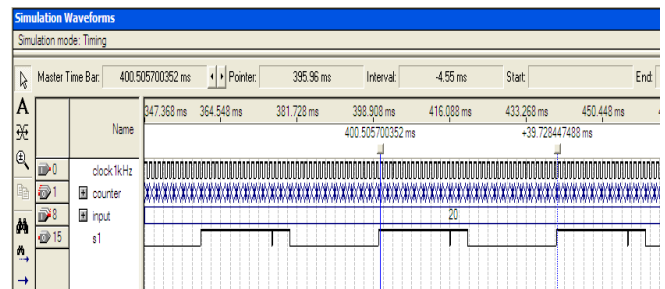 Simulation Waveforms
Simulation mode: Timing
Master Time Bar: 400.505700352 ms Pointer: 395.96 ms Interval: -4.55 ms Start: End:
A
Name
347.368 ms 364.548 ms 381.728 ms 398.908 ms 416.088 ms 433.268 ms 450.448 ms
400.505700352 ms +39.728447488 ms
0 clock1kHz
1 counter
8 input 20
15 s1